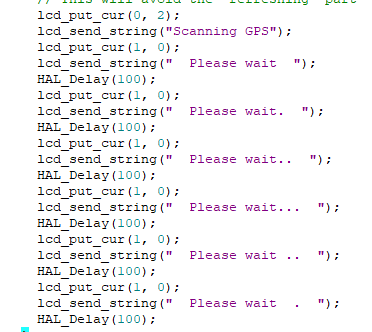 // This will avoid the "refreshing" part
lcd_put_cur(0, 2);
lcd_send_string("Scanning GPS");
lcd_put_cur(1, 0);
lcd_send_string("  Please wait  ");
HAL_Delay(100);
lcd_put_cur(1, 0);
lcd_send_string("  Please wait.  ");
HAL_Delay(100);
lcd_put_cur(1, 0);
lcd_send_string("  Please wait..  ");
HAL_Delay(100);
lcd_put_cur(1, 0);
lcd_send_string("  Please wait...  ");
HAL_Delay(100);
lcd_put_cur(1, 0);
lcd_send_string("  Please wait ..  ");
HAL_Delay(100);
lcd_put_cur(1, 0);
lcd_send_string("  Please wait  .  ");
HAL_Delay(100);